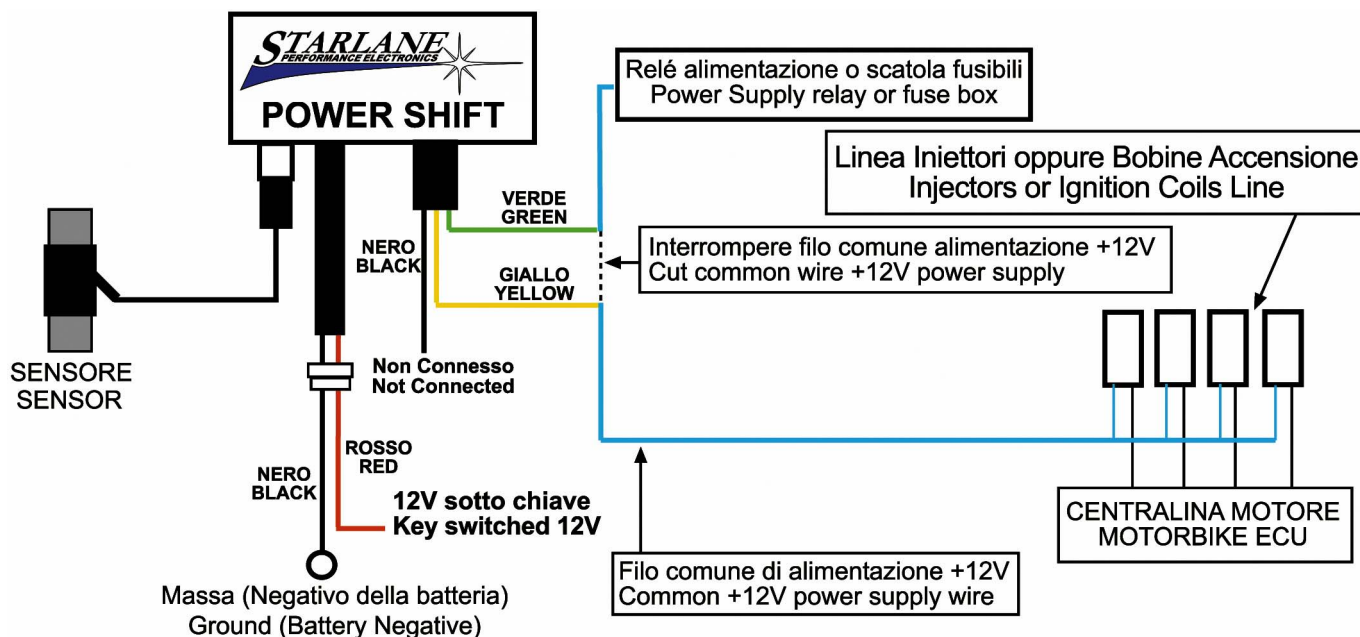 STARLANE
PERFORMANCE ELECTRONICS
POWER SHIFT
Relé alimentazione o scatola fusibili
Power Supply relay or fuse box
Linea Iniettori oppure Bobine Accensione
Injectors or Ignition Coils Line
VERDE
GREEN
NERO
BLACK
Interrompere filo comune alimentazione +12V
Cut common wire +12V power supply
GIALLO
YELLOW
SENSORE
SENSOR
Non Connesso
Not Connected
ROSSO
RED
NERO
BLACK
12V sotto chiave
Key switched 12V
CENTRALINA MOTORE
MOTORBIKE ECU
Filo comune di alimentazione +12V
Common +12V power supply wire
Massa (Negativo della batteria)
Ground (Battery Negative)